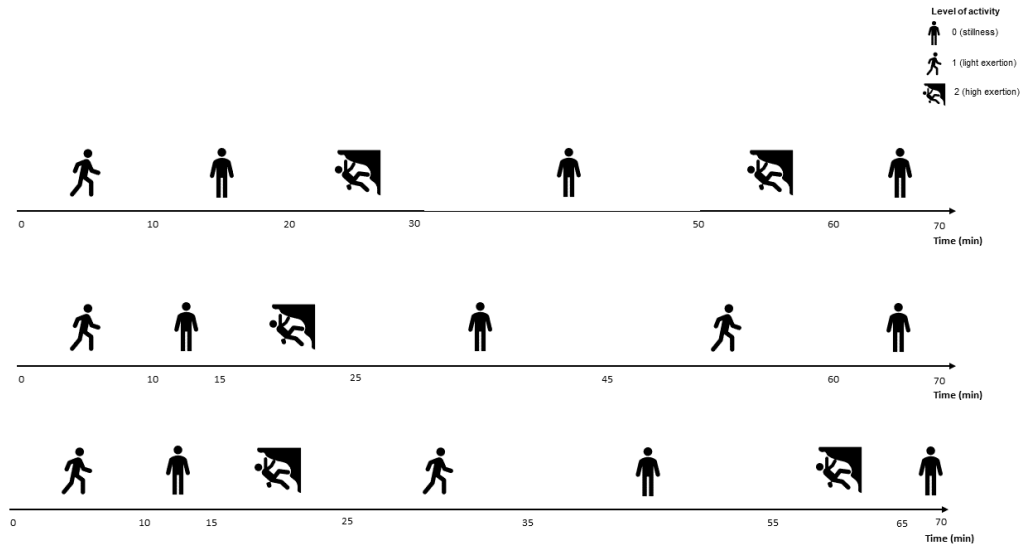 Level of activity
0 (stillness)
1 (light exertion)
2 (high exertion)
0 10 20 30 50 60 70
Time (min)
0 10 15 25 45 60 70
Time (min)
0 10 15 25 35 55 65 70
Time (min)